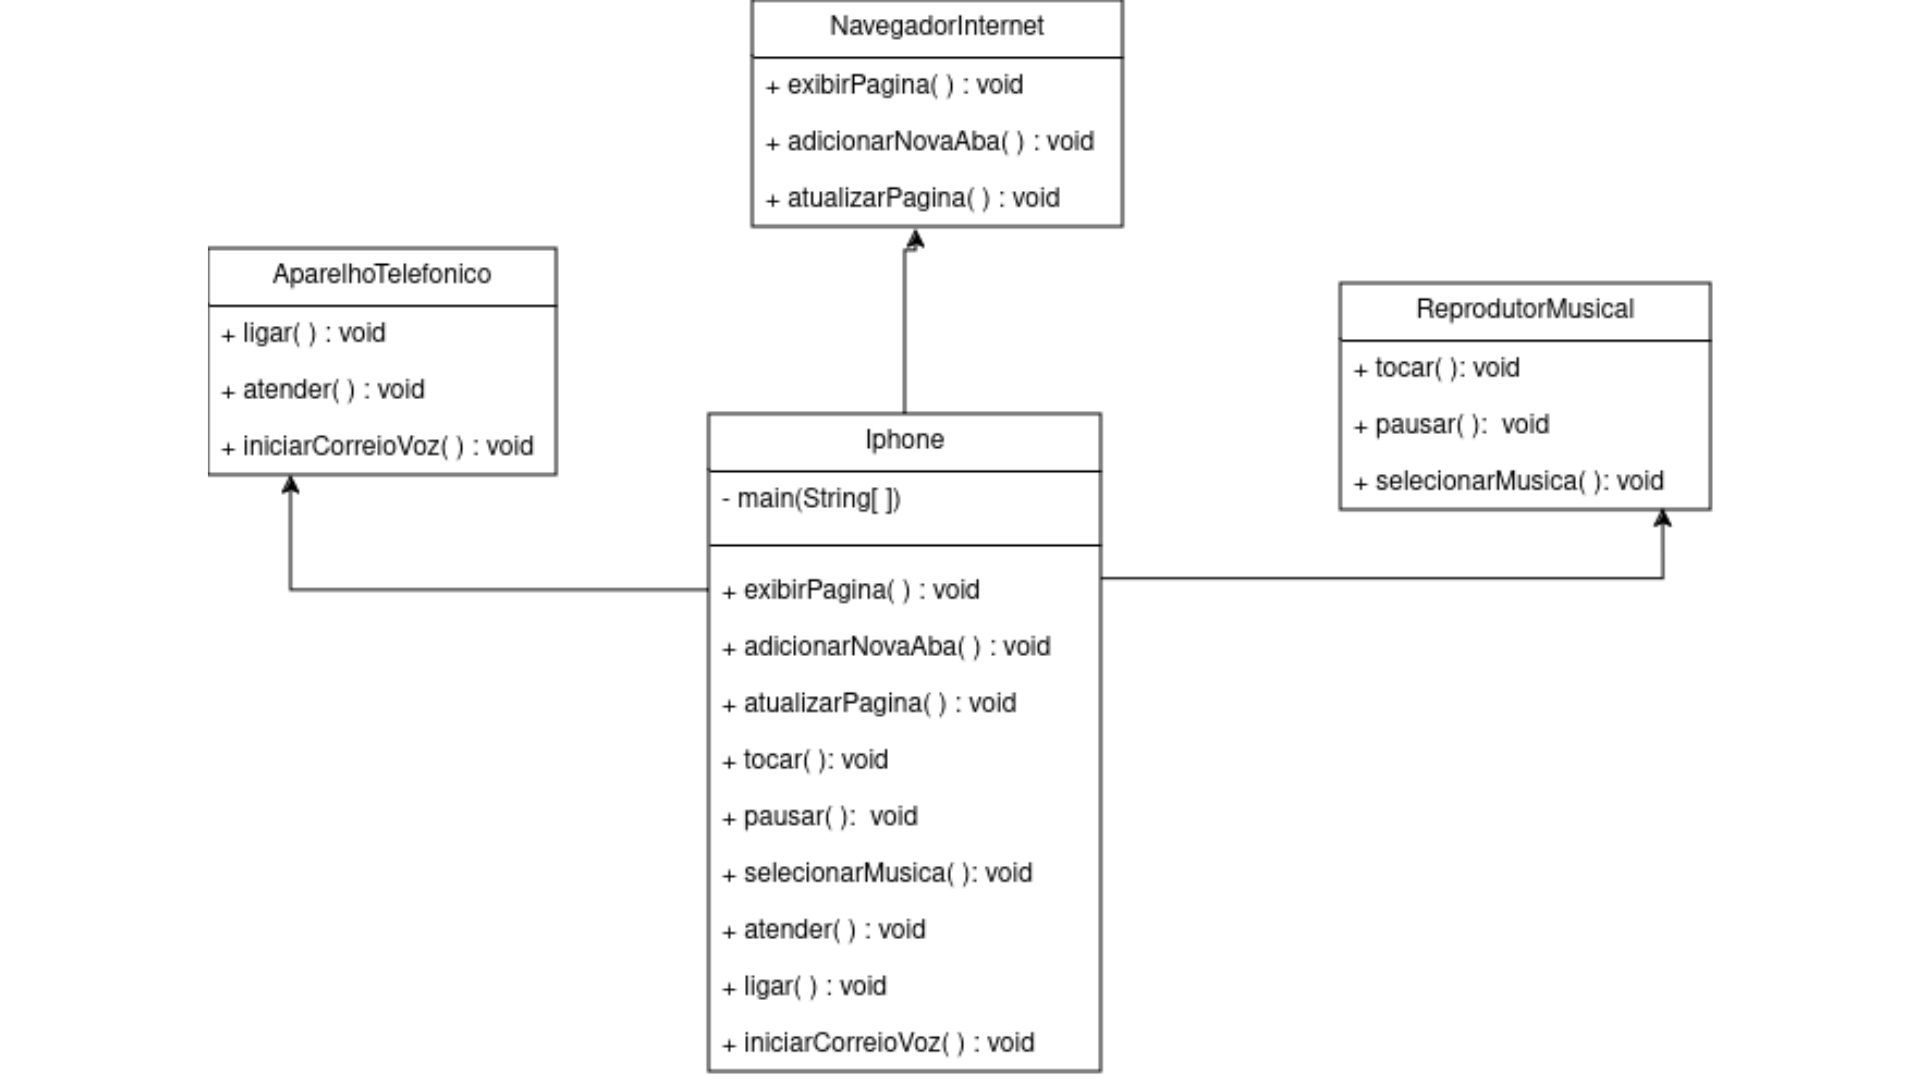 NavegadorInternet
+ exibirPagina( ) : void
+ adicionarNovaAba( ) : void
+ atualizarPagina( ) : void
AparelhoTelefonico
+ ligar( ) : void
+ atender( ) : void
+ iniciarCorreioVoz( ) : void
ReprodutorMusical
+ tocar( ): void
+ pausar( ):  void
+ selecionarMusica( ): void
Iphone
- main(String[ ])
+ exibirPagina( ) : void
+ adicionarNovaAba( ) : void
+ atualizarPagina( ) : void
+ tocar( ): void
+ pausar( ):  void
+ selecionarMusica( ): void
+ atender( ) : void
+ ligar( ) : void
+ iniciarCorreioVoz( ) : void